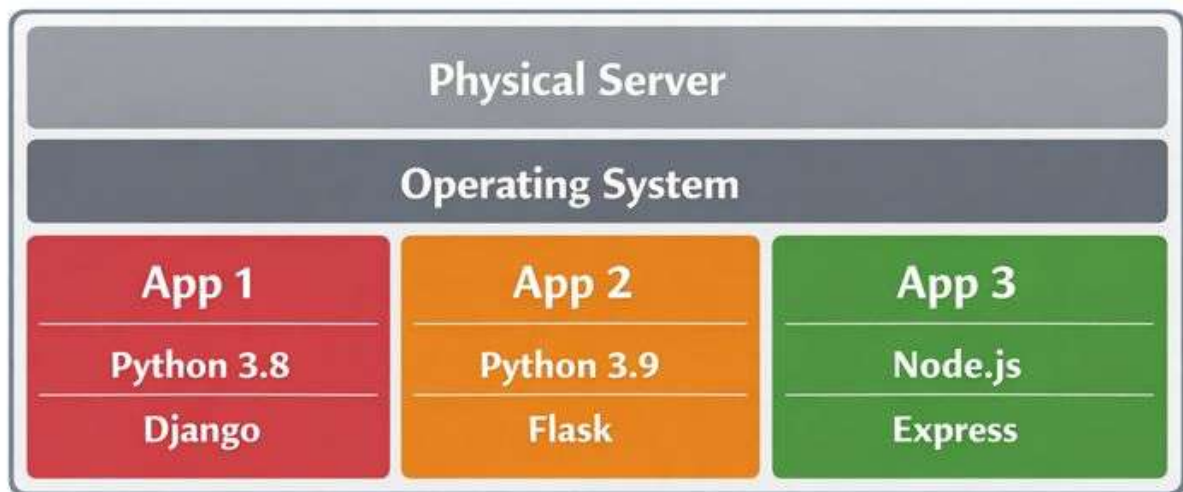 Physical Server
Operating System
App 1
Python 3.8
Django
App 2
Python 3.9
Flask
App 3
Node.js
Express